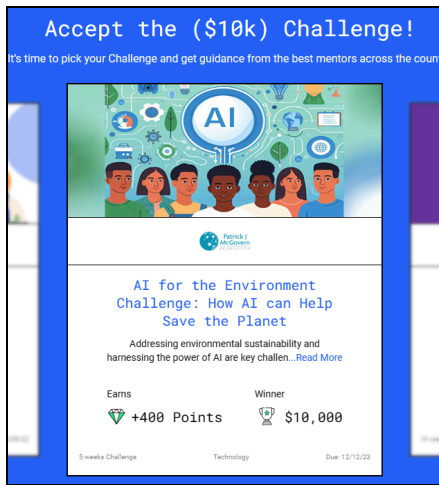 Accept the ($10k) Challenge!
It's time to pick your Challenge and get guidance from the best mentors across the coun
AI
Patrick J
McGovern
FOUNDATION
AI for the Environment
Challenge: How AI can Help
Save the Planet
Addressing environmental sustainability and
harnessing the power of AI are key challen...Read More
Earns Winner
+400 Points $10,000
5 weeks Challenge Technology Due: 12/12/23